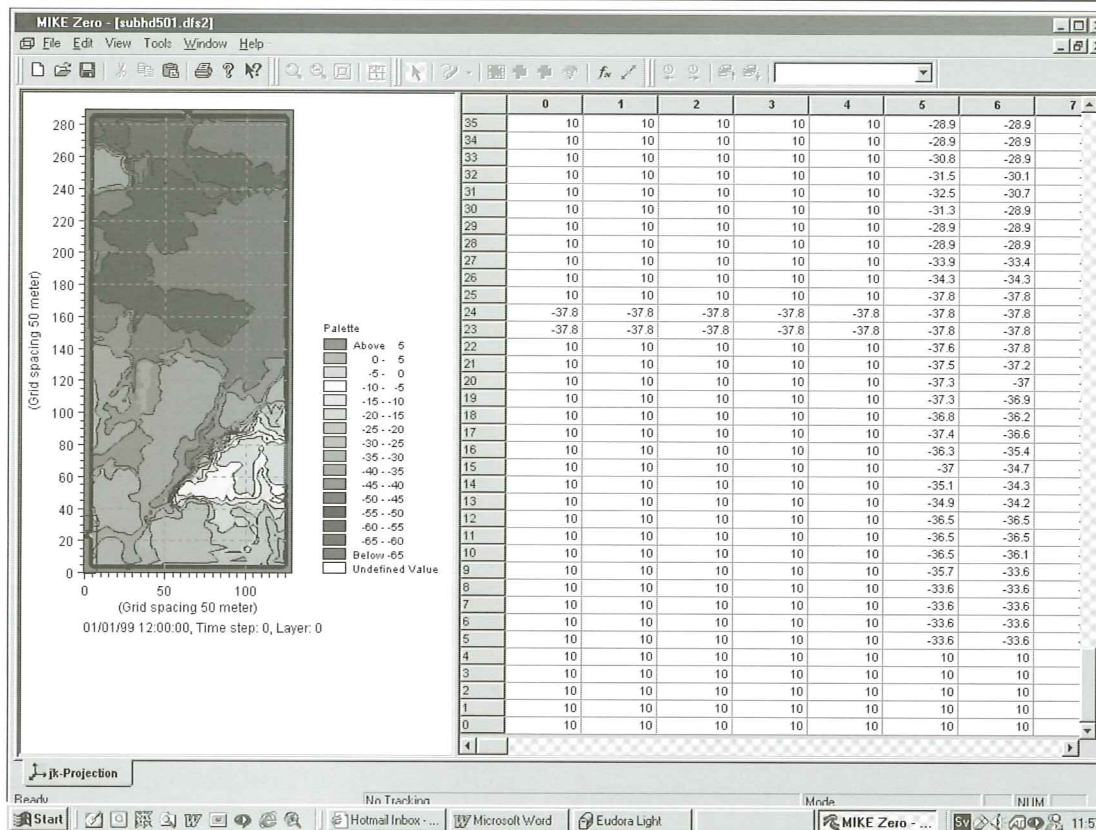 MIKE Zero - [subhd501.dfs2]
File Edit View Tools Window Help
0 1 2 3 4 5 6 7
35 10 10 10 10 10 -28.9 -28.9
34 10 10 10 10 10 -28.9 -28.9
33 10 10 10 10 10 -30.8 -28.9
32 10 10 10 10 10 -31.5 -30.1
31 10 10 10 10 10 -32.5 -30.7
30 10 10 10 10 10 -31.3 -28.9
29 10 10 10 10 10 -28.9 -28.9
28 10 10 10 10 10 -28.9 -28.9
27 10 10 10 10 10 -33.9 -33.4
26 10 10 10 10 10 -34.3 -34.3
25 10 10 10 10 10 -37.8 -37.8
24 -37.8 -37.8 -37.8 -37.8 -37.8 -37.8 -37.8
23 -37.8 -37.8 -37.8 -37.8 -37.8 -37.8 -37.8
22 10 10 10 10 10 -37.6 -37.8
21 10 10 10 10 10 -37.5 -37.2
20 10 10 10 10 10 -37.3 -37
19 10 10 10 10 10 -37.3 -36.9
18 10 10 10 10 10 -36.8 -36.2
17 10 10 10 10 10 -37.4 -36.6
16 10 10 10 10 10 -36.3 -35.4
15 10 10 10 10 10 -37 -34.7
14 10 10 10 10 10 -35.1 -34.3
13 10 10 10 10 10 -34.9 -34.2
12 10 10 10 10 10 -36.5 -36.5
11 10 10 10 10 10 -36.5 -36.5
10 10 10 10 10 10 -36.5 -36.1
9 10 10 10 10 10 -35.7 -33.6
8 10 10 10 10 10 -33.6 -33.6
7 10 10 10 10 10 -33.6 -33.6
6 10 10 10 10 10 -33.6 -33.6
5 10 10 10 10 10 -33.6 -33.6
4 10 10 10 10 10 10 10
3 10 10 10 10 10 10 10
2 10 10 10 10 10 10 10
1 10 10 10 10 10 10 10
0 10 10 10 10 10 10 10
280
260
240
220
200
180
160
140
120
100
80
60
40
20
0
(Grid spacing 50 meter)
0 50 100
(Grid spacing 50 meter)
01/01/99 12:00:00, Time step: 0, Layer: 0
Palette
Above 5
0 - 5
-5 - 0
-10 - -5
-15 - -10
-20 - -15
-25 - -20
-30 - -25
-35 - -30
-40 - -35
-45 - -40
-50 - -45
-55 - -50
-60 - -55
-65 - -60
Below -65
Undefined Value
jk-Projection
Ready No Tracking Mode NUM
Start Hotmail Inbox - ... Microsoft Word Eudora Light MIKE Zero - ... Sv